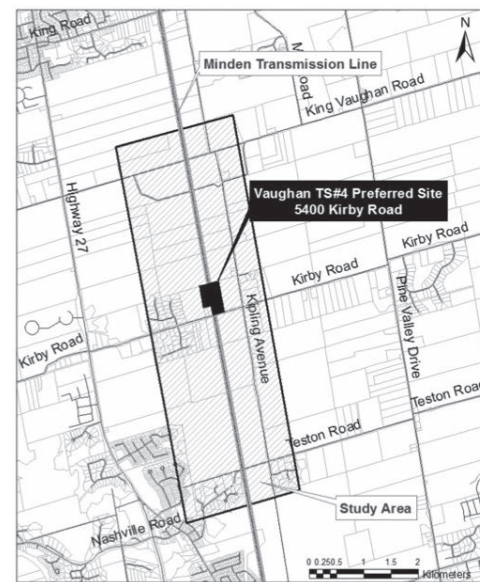 King Road
N
Minden Transmission Line
Road
King Vaughan Road
Highway 27
Vaughan TS#4 Preferred Site
5400 Kirby Road
Kirby Road
Kirby Road
Kipling Avenue
Pine Valley Drive
Kirby Road
Teston Road
Teston Road
Study Area
Nashville Road
0 0.25 0.5 1 1.5 2
Kilometers